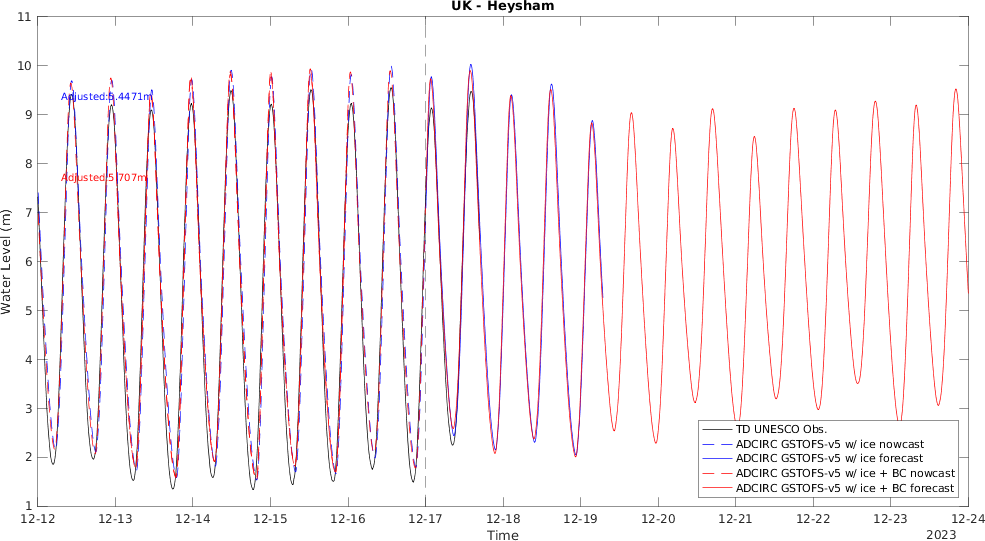 UK - Heysham
11
10
9
8
7
6
5
4
3
2
1
Water Level (m)
Adjusted:5.4471m
Adjusted:5.707m
TD UNESCO Obs.
ADCIRC GSTOFS-v5 w/ ice nowcast
ADCIRC GSTOFS-v5 w/ ice forecast
ADCIRC GSTOFS-v5 w/ ice + BC nowcast
ADCIRC GSTOFS-v5 w/ ice + BC forecast
12-12 12-13 12-14 12-15 12-16 12-17 12-18 12-19 12-20 12-21 12-22 12-23 12-24
Time
2023